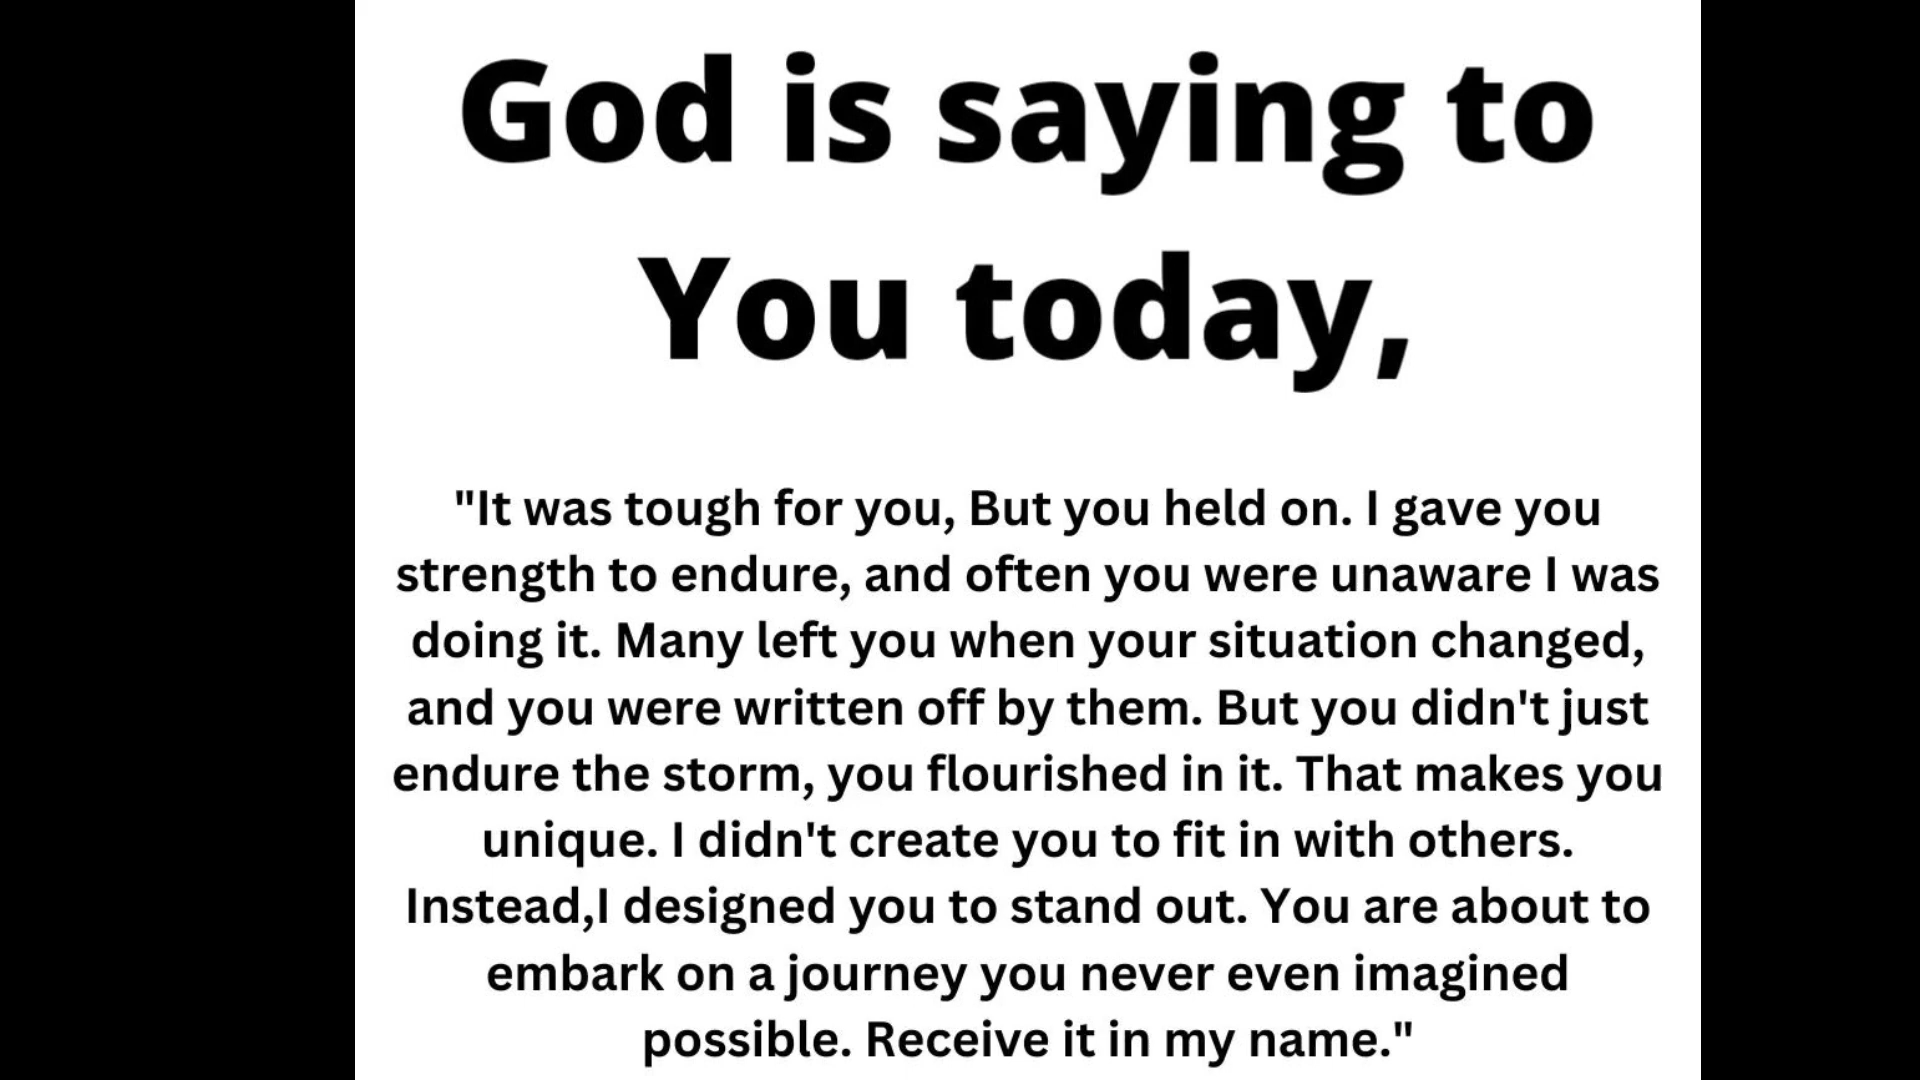 God is saying to
You today,
"It was tough for you, But you held on. I gave you
strength to endure, and often you were unaware I was
doing it. Many left you when your situation changed,
and you were written off by them. But you didn't just
endure the storm, you flourished in it. That makes you
unique. I didn't create you to fit in with others.
Instead,I designed you to stand out. You are about to
embark on a journey you never even imagined
possible. Receive it in my name."